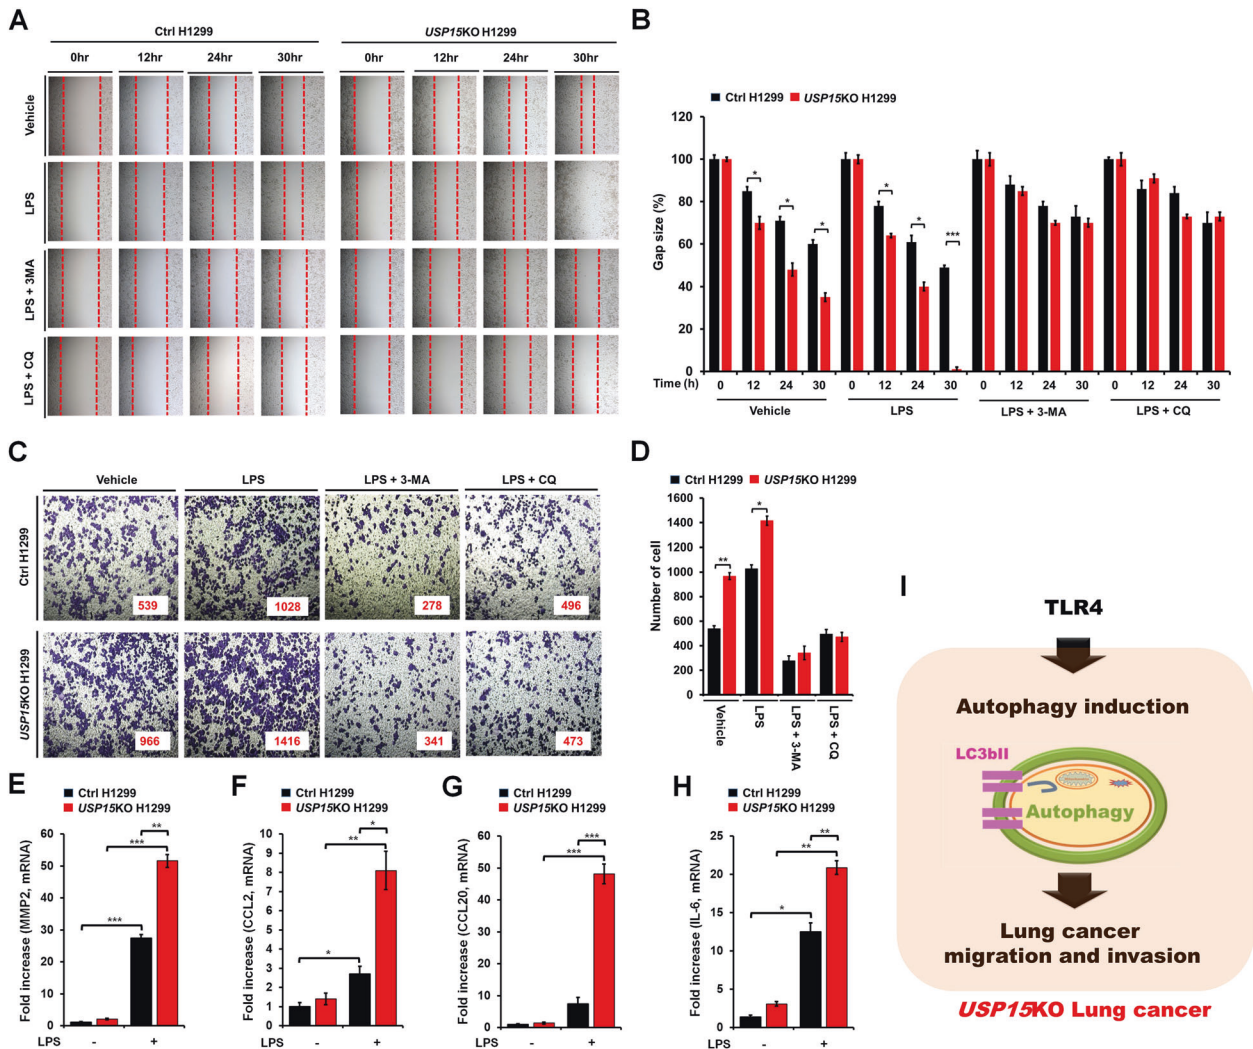 A
Ctrl H1299
USP15KO H1299
0hr 12hr 24hr 30hr 0hr 12hr 24hr 30hr
Vehicle
LPS
LPS + 3MA
LPS + CQ
B
Ctrl H1299 USP15KO H1299
Gap size (%)
120
100
80
60
40
20
0
* * * * * ***
Time (h) 0 12 24 30 0 12 24 30 0 12 24 30 0 12 24 30
Vehicle LPS LPS + 3-MA LPS + CQ
C
Vehicle LPS LPS + 3-MA LPS + CQ
Ctrl H1299
539 1028 278 496
USP15KO H1299
966 1416 341 473
D
Ctrl H1299 USP15KO H1299
Number of cell
1600
1400
1200
1000
800
600
400
200
0
** *
Vehicle
LPS
LPS + 3-MA
LPS + CQ
E
Ctrl H1299
USP15KO H1299
Fold increase (MMP2, mRNA)
60
50
40
30
20
10
0
**
***
***
LPS - +
F
Ctrl H1299
USP15KO H1299
Fold increase (CCL2, mRNA)
10
9
8
7
6
5
4
3
2
1
0
*
**
*
LPS - +
G
Ctrl H1299
USP15KO H1299
Fold increase (CCL20, mRNA)
60
50
40
30
20
10
0
***
***
LPS - +
H
Ctrl H1299
USP15KO H1299
Fold increase (IL-6, mRNA)
25
20
15
10
5
0
**
**
*
LPS - +
I
TLR4
Autophagy induction
LC3bII
Autophagy
Lung cancer
migration and invasion
USP15KO Lung cancer